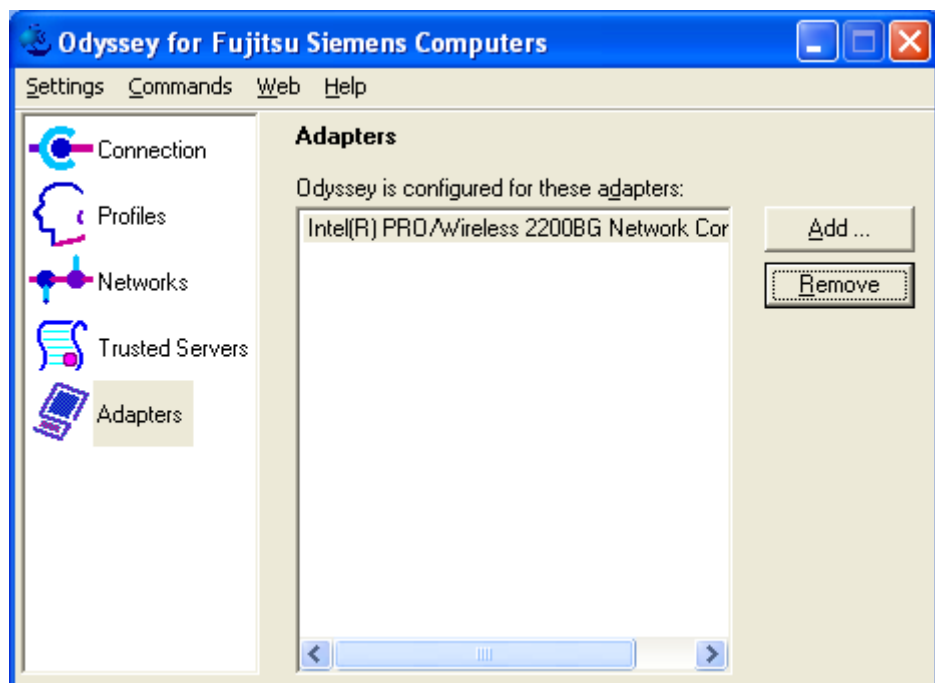 Odyssey for Fujitsu Siemens Computers
Settings Commands Web Help
Connection
Profiles
Networks
Trusted Servers
Adapters
Adapters
Odyssey is configured for these adapters:
Intel(R) PRO/Wireless 2200BG Network Cor
Add ...
Remove